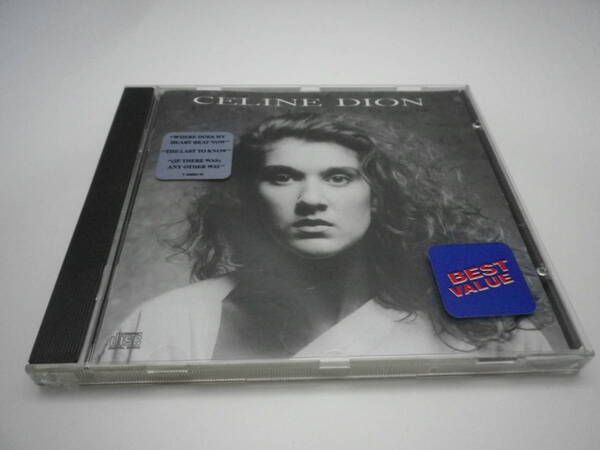 CELINE DION
"WHERE DOES MY
HEART BEAT NOW"
"THE LAST TO KNOW"
"(IF THERE WAS)
ANY OTHER WAY"
BEST
VALUE